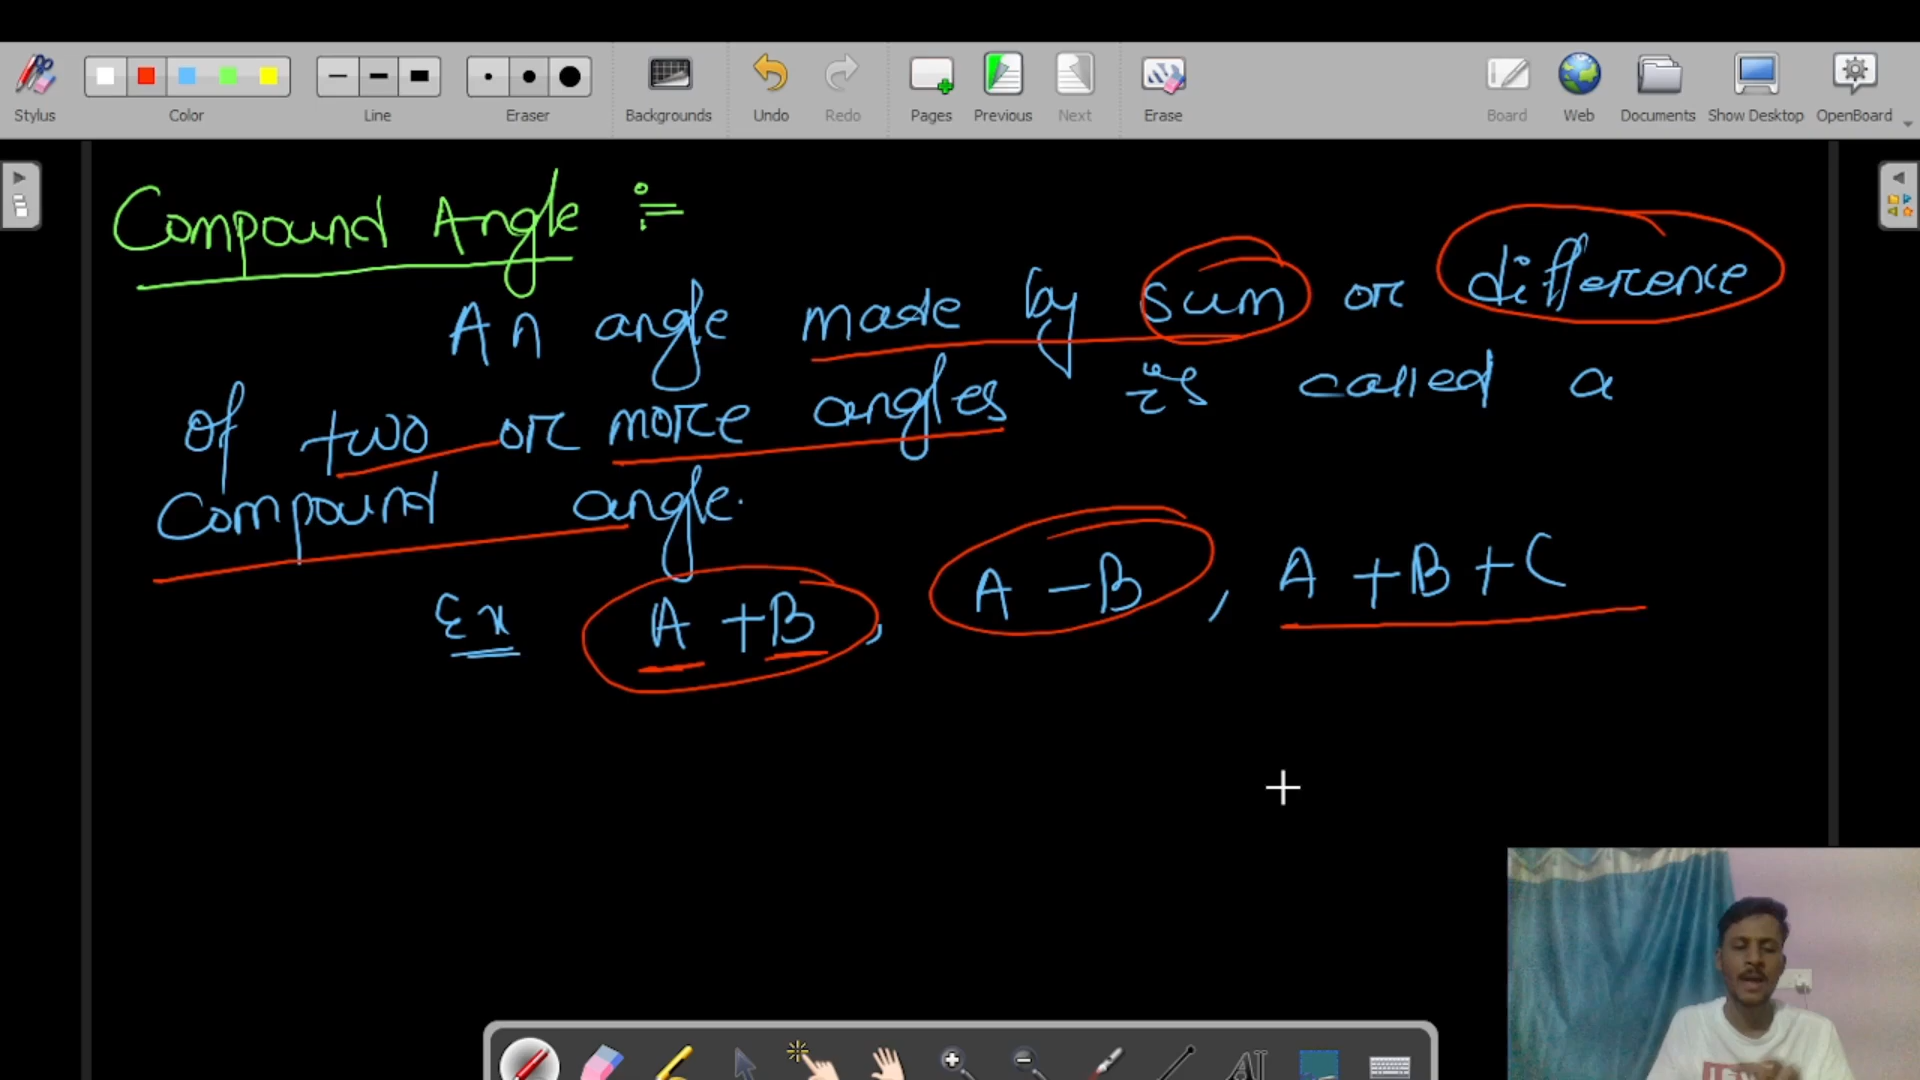 Stylus Color Line Eraser Backgrounds Undo Redo Pages Previous Next Erase Board Web Documents Show Desktop OpenBoard
Compound Angle :=
An angle made by sum or difference
of two or more angles is called a
compound angle.
Ex A + B, A - B, A + B + C